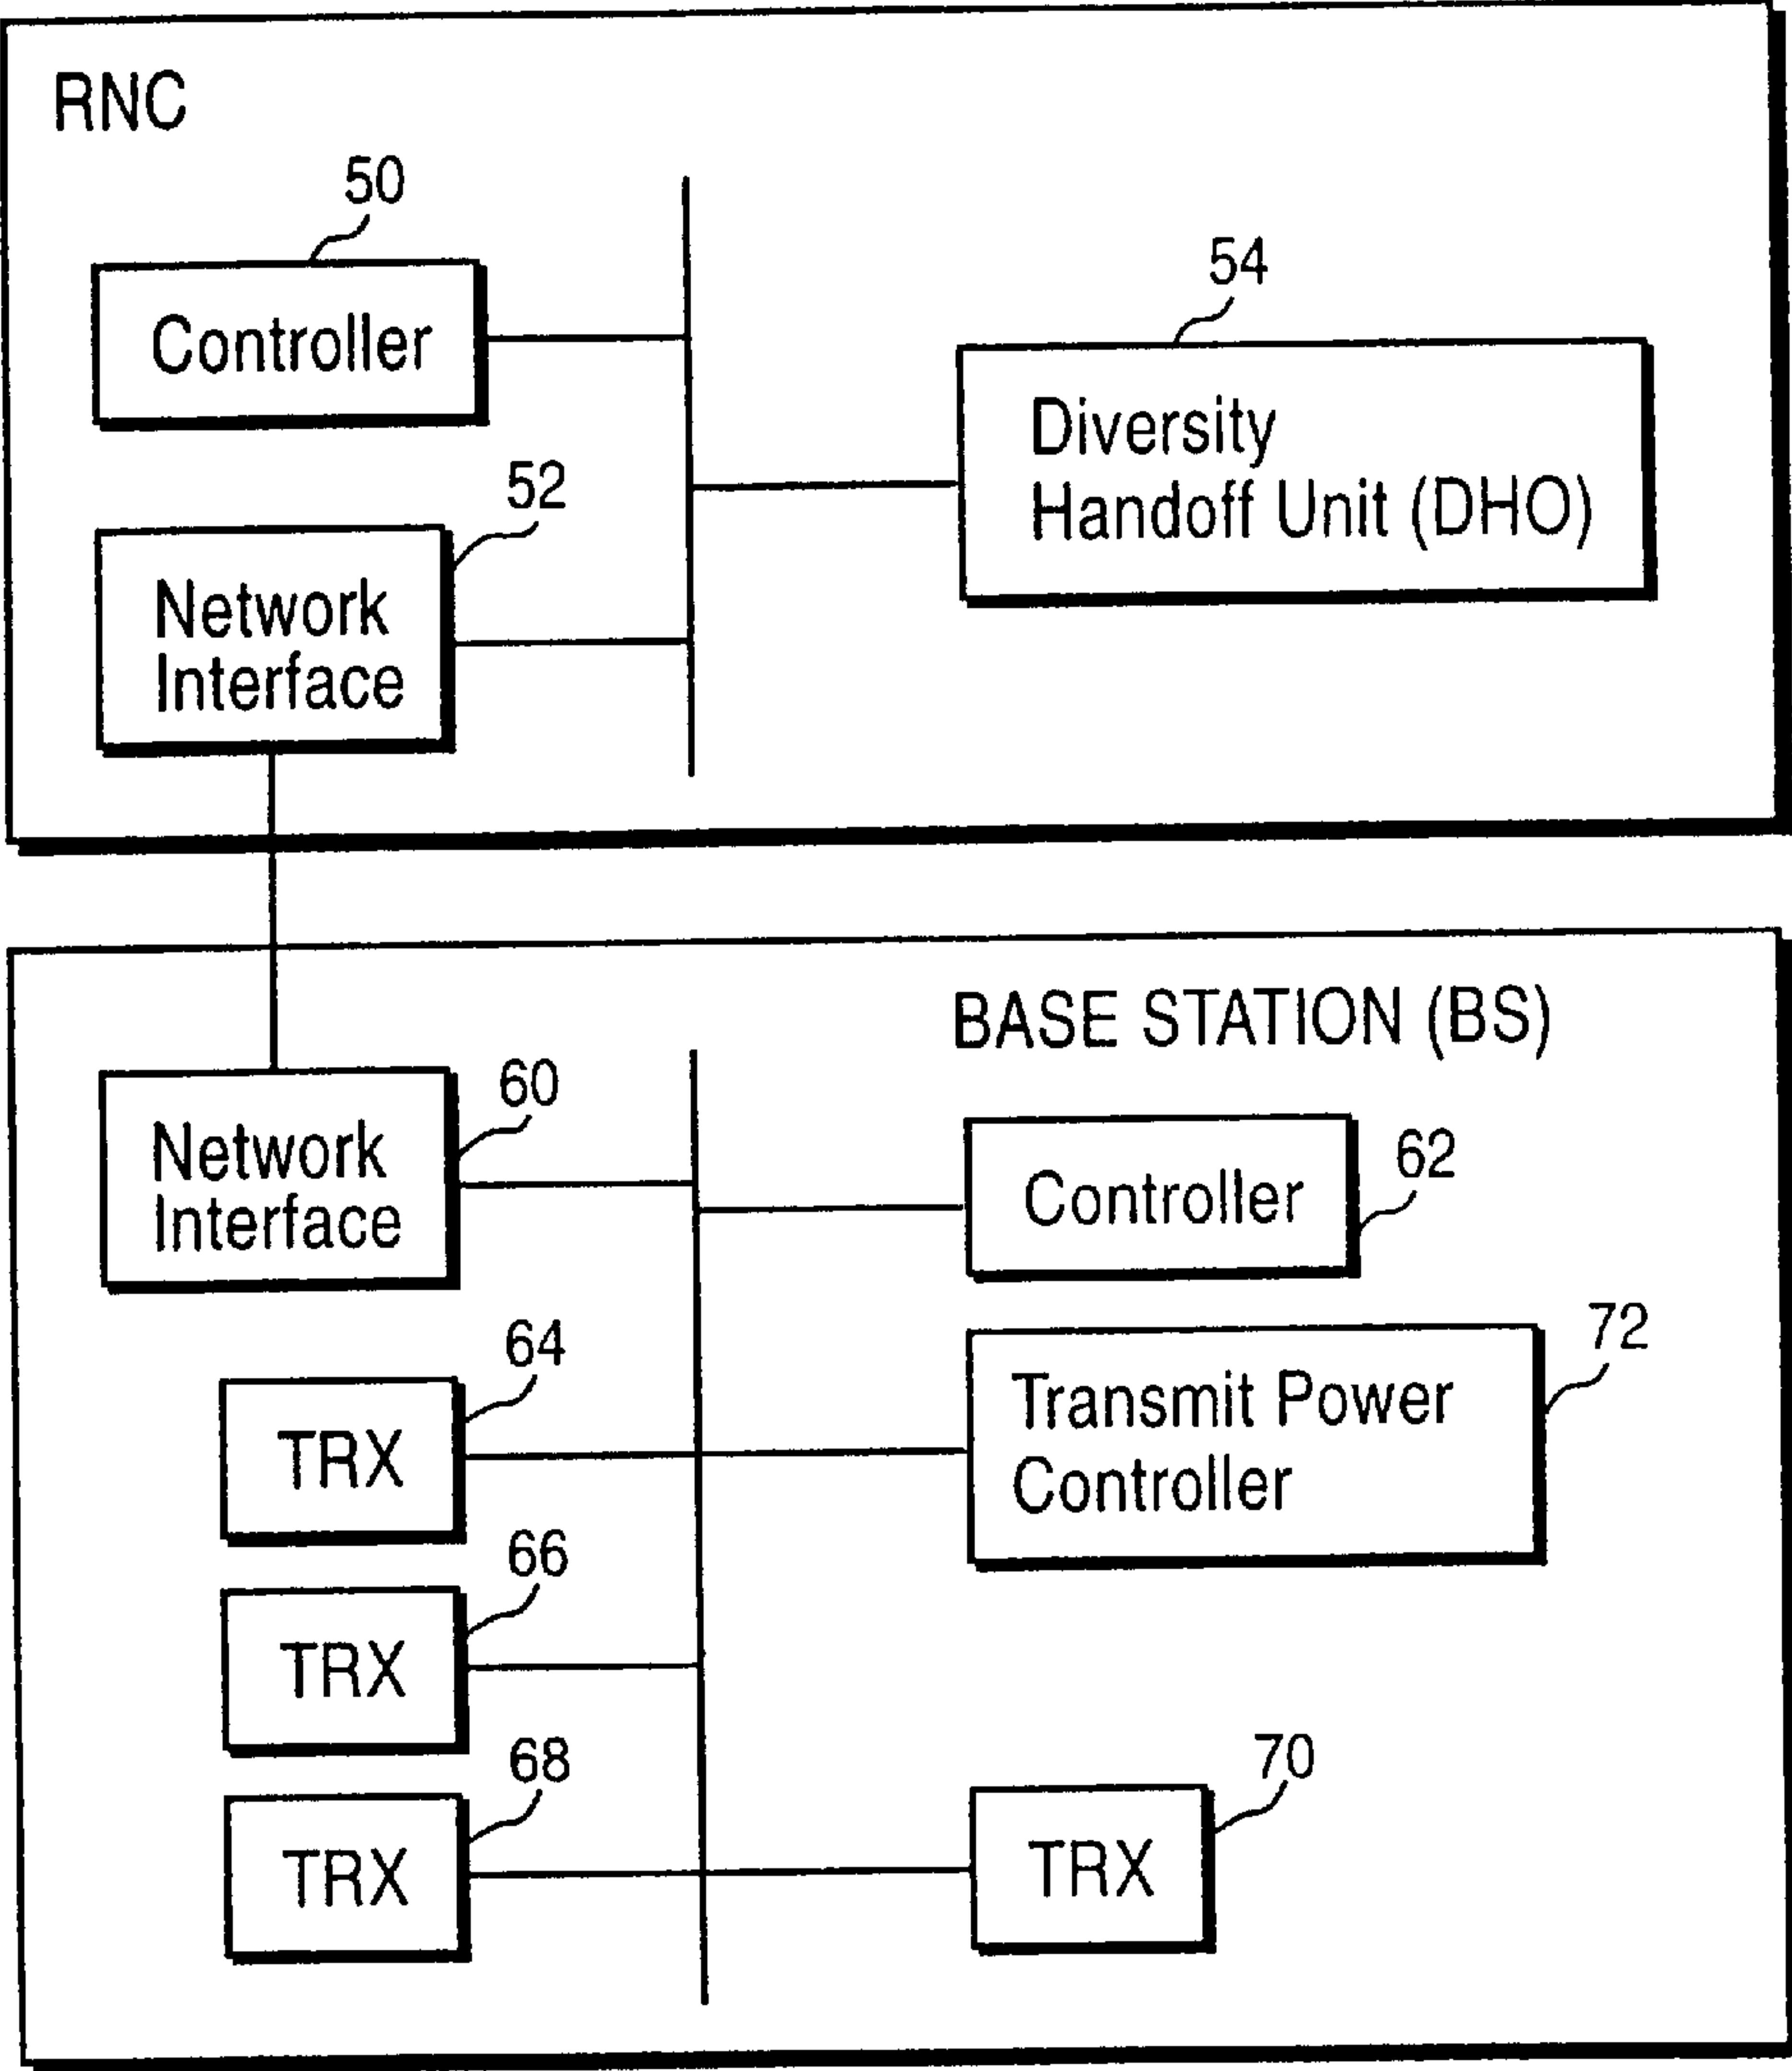 RNC
50
Controller
54
Diversity
Handoff Unit (DHO)
52
Network
Interface
BASE STATION (BS)
60
Network
Interface
62
Controller
64
TRX
72
Transmit Power
Controller
66
TRX
68
TRX
70
TRX